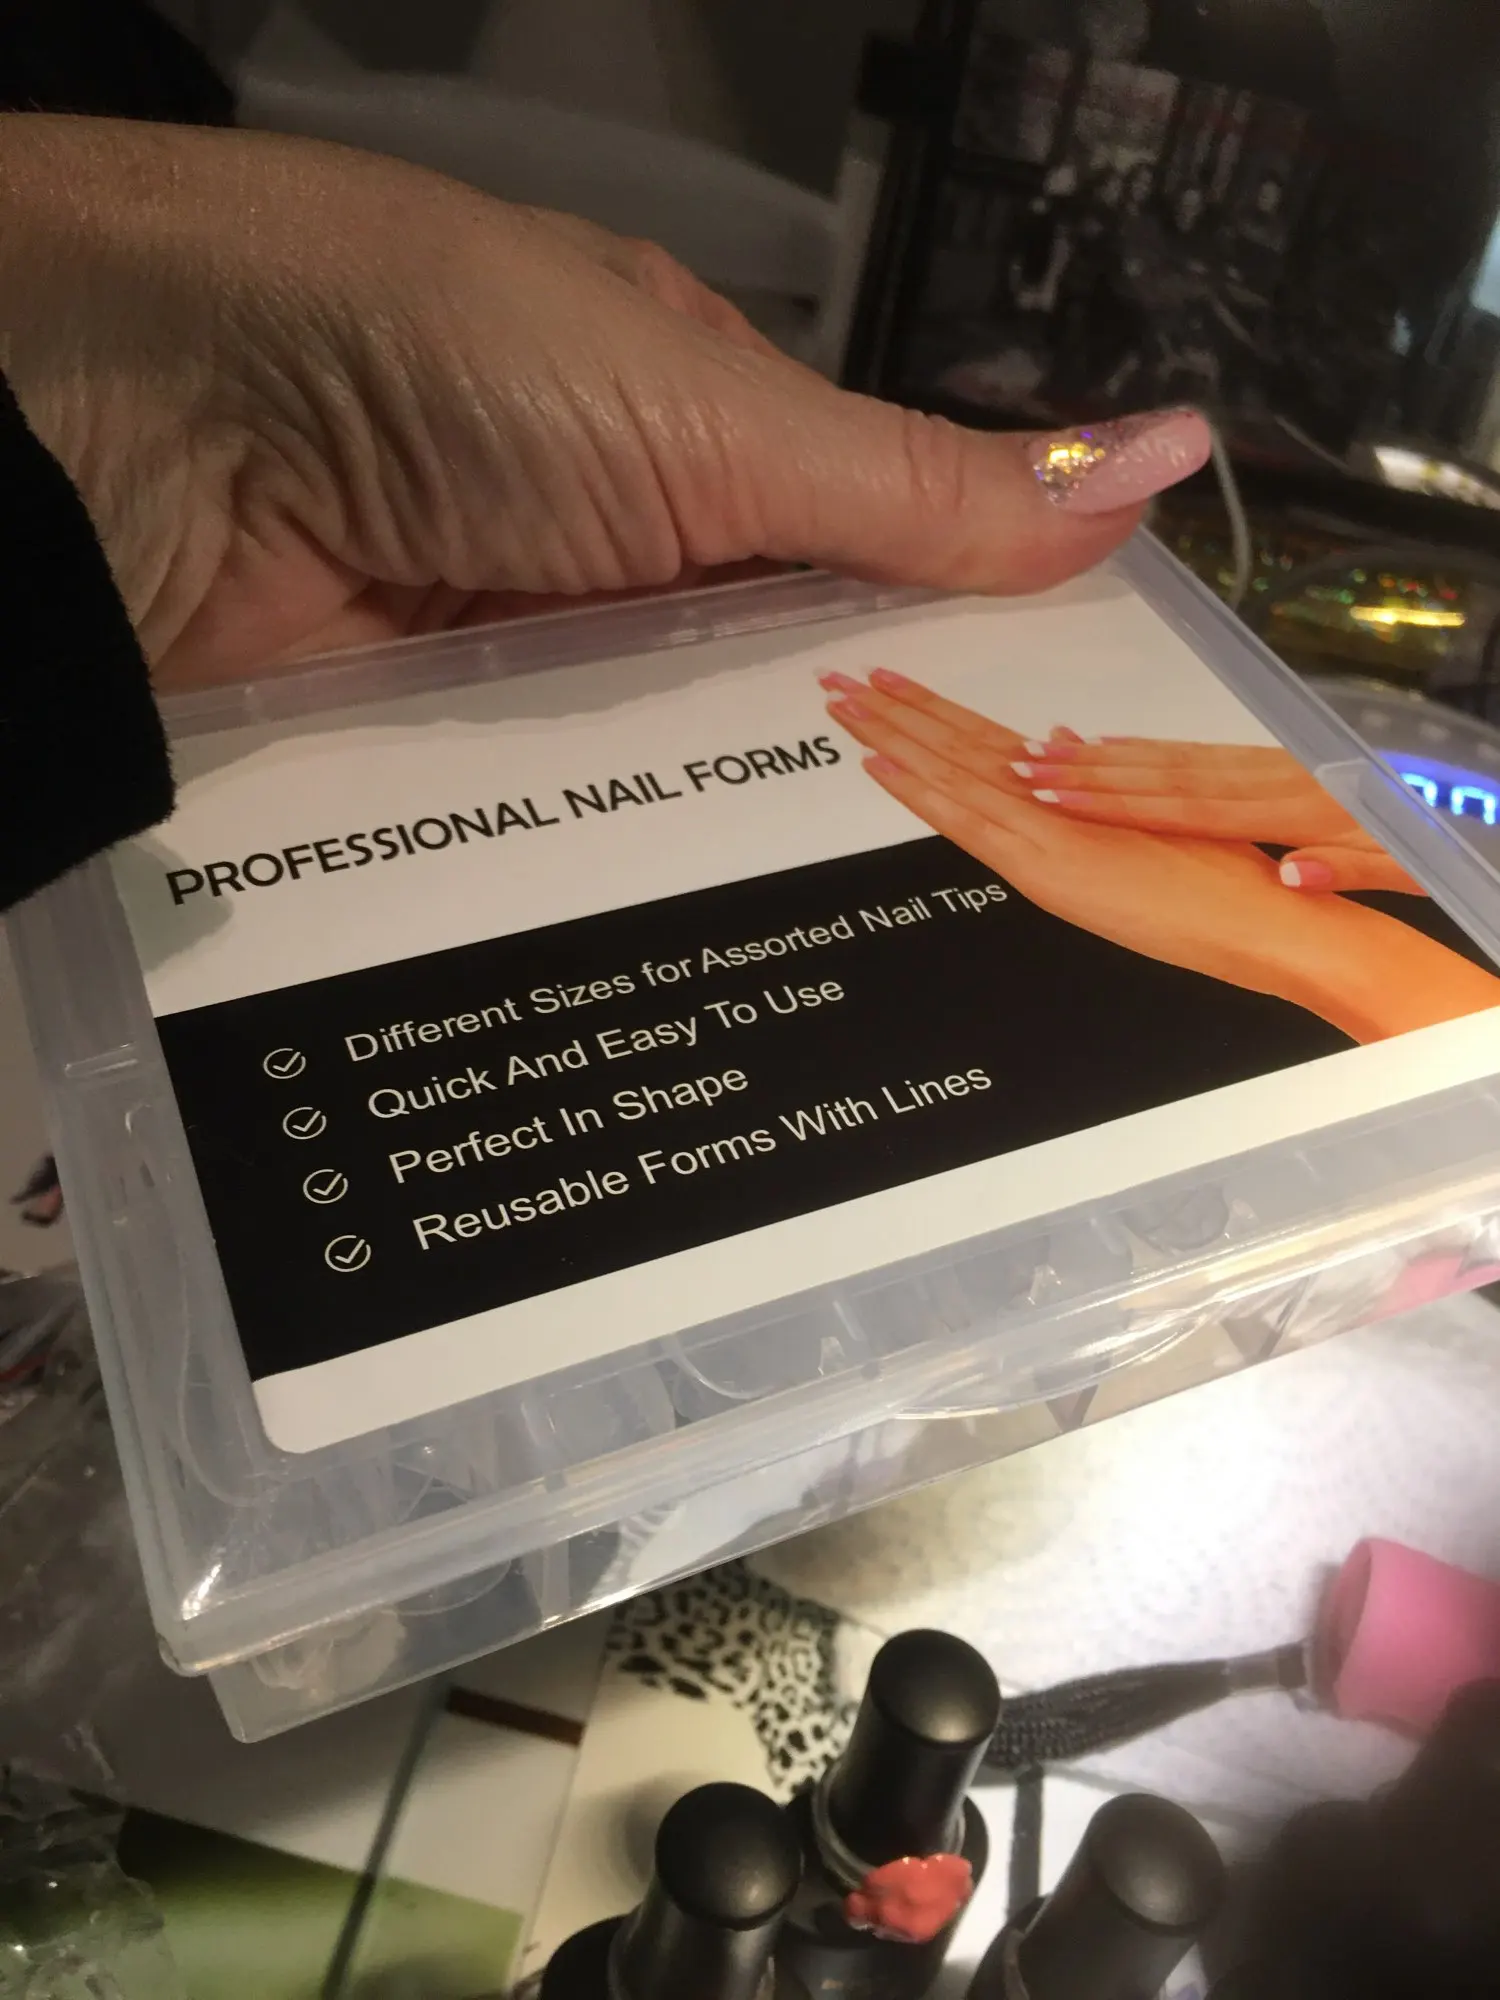 PROFESSIONAL NAIL FORMS
Different Sizes for Assorted Nail Tips
Quick And Easy To Use
Perfect In Shape
Reusable Forms With Lines